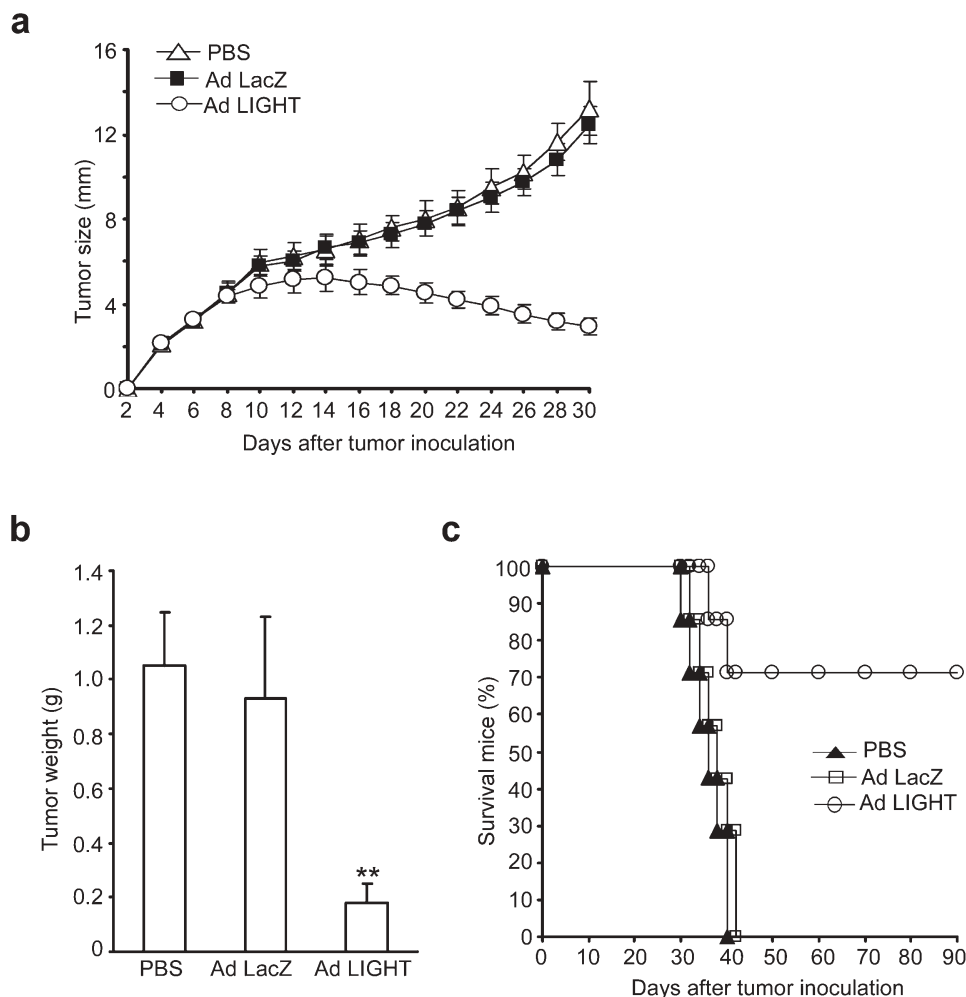 a
16
12
8
4
0
PBS
Ad LacZ
Ad LIGHT
Tumor size (mm)
2 4 6 8 10 12 14 16 18 20 22 24 26 28 30
Days after tumor inoculation
b
1.4
1.2
1.0
0.8
0.6
0.4
0.2
0
Tumor weight (g)
**
PBS Ad LacZ Ad LIGHT
c
100
90
80
70
60
50
40
30
20
10
0
Survival mice (%)
PBS
Ad LacZ
Ad LIGHT
0 10 20 30 40 50 60 70 80 90
Days after tumor inoculation